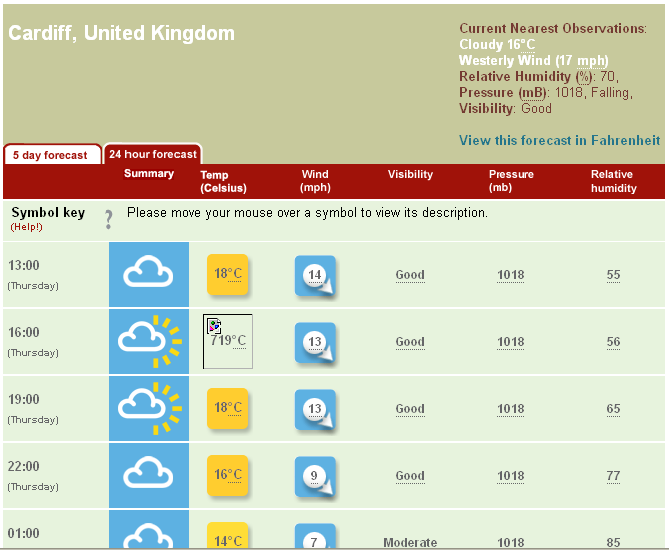 Cardiff, United Kingdom
Current Nearest Observations:
Cloudy 16°C
Westerly Wind (17 mph)
Relative Humidity (%): 70,
Pressure (mB): 1018, Falling,
Visibility: Good
View this forecast in Fahrenheit
5 day forecast 24 hour forecast
Summary Temp (Celsius) Wind (mph) Visibility Pressure (mb) Relative humidity
Symbol key ? Please move your mouse over a symbol to view its description.
(Help!)
13:00 18°C 14 Good 1018 55
(Thursday)
16:00 719°C 13 Good 1018 56
(Thursday)
19:00 18°C 13 Good 1018 65
(Thursday)
22:00 16°C 9 Good 1018 77
(Thursday)
01:00 14°C 7 Moderate 1018 85